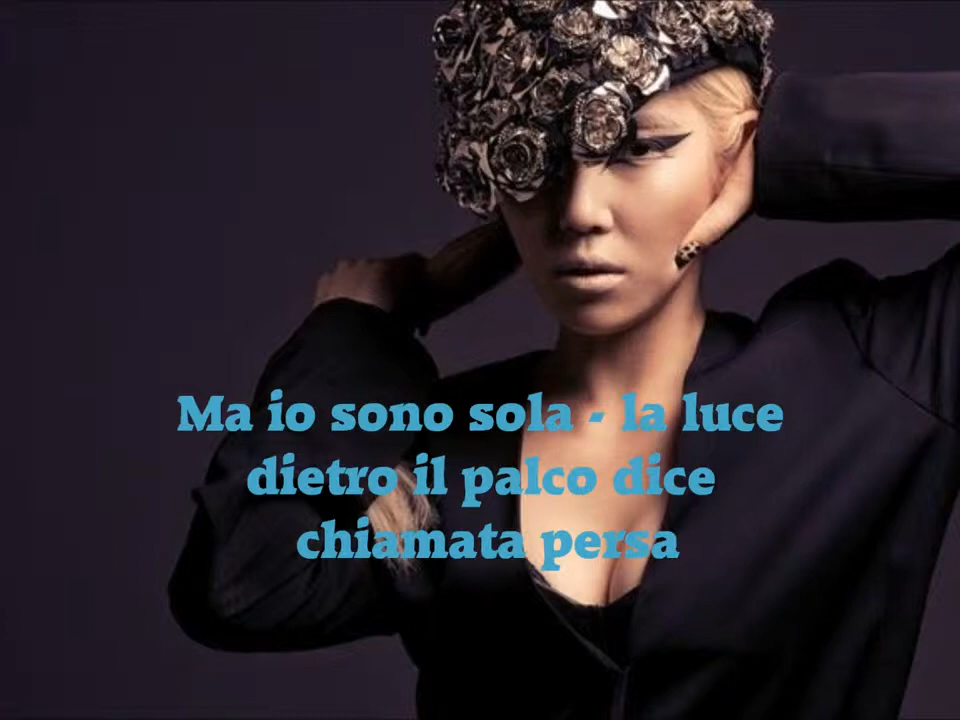 Ma io sono sola - la luce
dietro il palco dice
chiamata persa